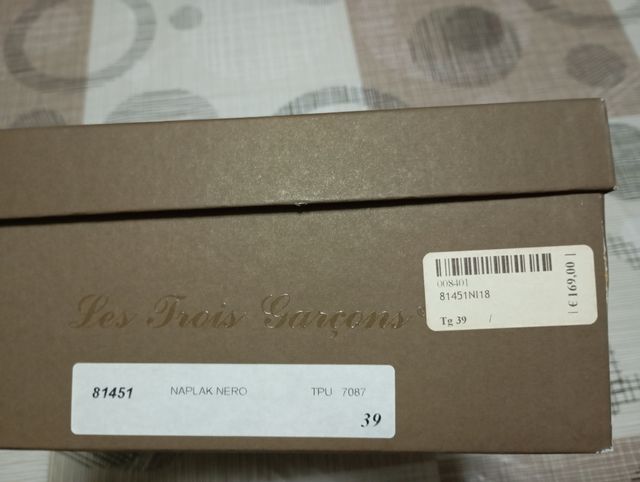 Les Trois Garçons®
008401
81451NI18
Tg 39 /
€169,00
81451 NAPLAK NERO TPU 7087
39